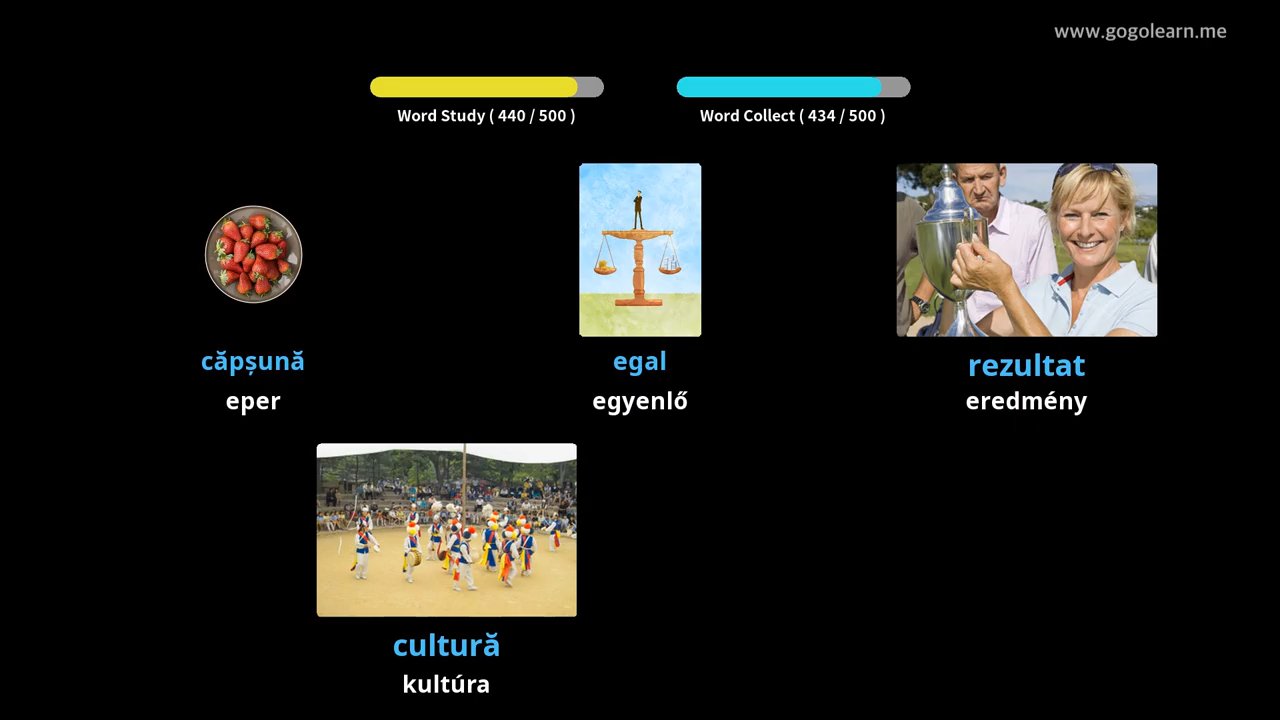 www.gogolearn.me
Word Study ( 440 / 500 )
Word Collect ( 434 / 500 )
căpșună
eper
egal
egyenlő
rezultat
eredmény
cultură
kultúra